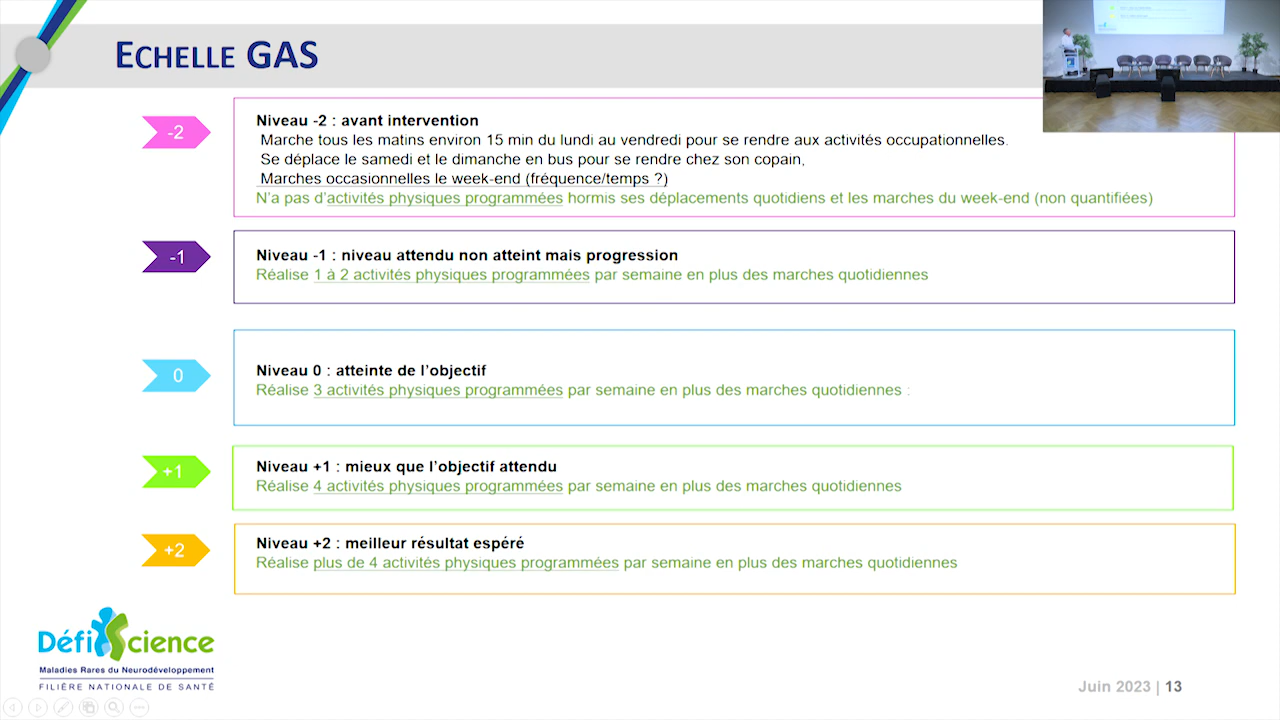 ECHELLE GAS
-2
Niveau -2 : avant intervention
Marche tous les matins environ 15 min du lundi au vendredi pour se rendre aux activités occupationnelles.
Se déplace le samedi et le dimanche en bus pour se rendre chez son copain,
Marches occasionnelles le week-end (fréquence/temps ?)
N'a pas d'activités physiques programmées hormis ses déplacements quotidiens et les marches du week-end (non quantifiées)
-1
Niveau -1 : niveau attendu non atteint mais progression
Réalise 1 à 2 activités physiques programmées par semaine en plus des marches quotidiennes
0
Niveau 0 : atteinte de l'objectif
Réalise 3 activités physiques programmées par semaine en plus des marches quotidiennes :
+1
Niveau +1 : mieux que l'objectif attendu
Réalise 4 activités physiques programmées par semaine en plus des marches quotidiennes
+2
Niveau +2 : meilleur résultat espéré
Réalise plus de 4 activités physiques programmées par semaine en plus des marches quotidiennes
DéfiScience
Maladies Rares du Neurodéveloppement
FILIÈRE NATIONALE DE SANTÉ
Juin 2023 | 13